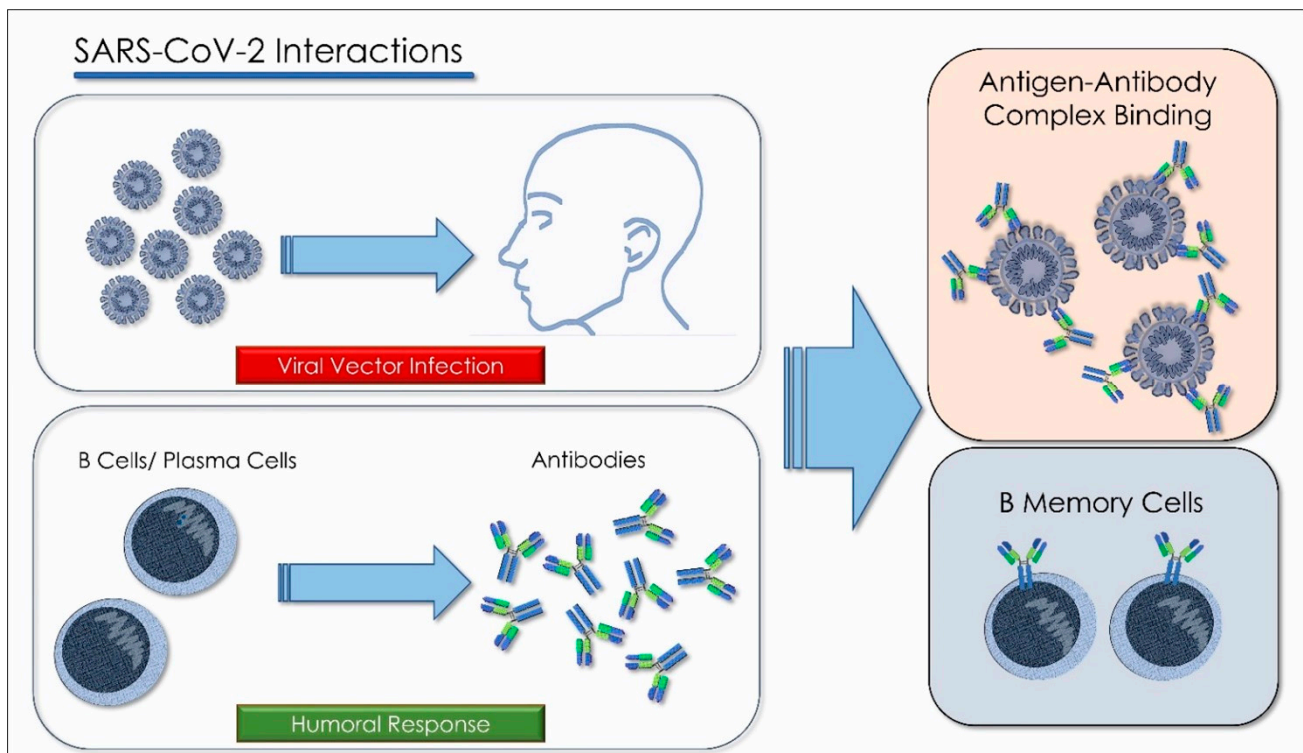 SARS-CoV-2 Interactions
Viral Vector Infection
B Cells/ Plasma Cells
Antibodies
Humoral Response
Antigen-Antibody
Complex Binding
B Memory Cells